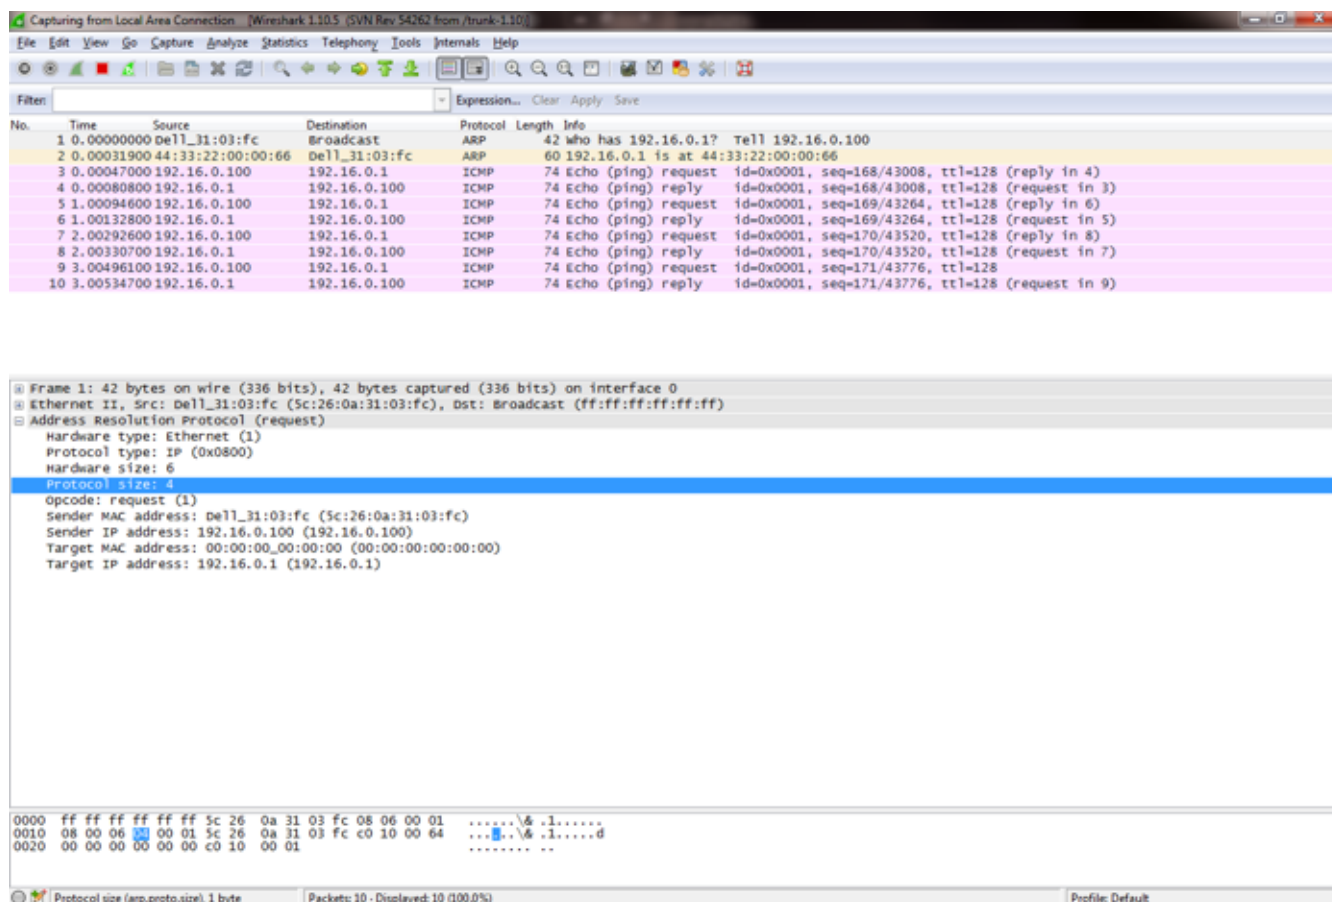 Capturing from Local Area Connection [Wireshark 1.10.5 (SVN Rev 54262 from /trunk-1.10)]
File Edit View Go Capture Analyze Statistics Telephony Tools Internals Help
Filter: Expression... Clear Apply Save
No. Time Source Destination Protocol Length Info
1 0.00000000 Dell_31:03:fc Broadcast ARP 42 Who has 192.16.0.1? Tell 192.16.0.100
2 0.00031900 44:33:22:00:00:66 Dell_31:03:fc ARP 60 192.16.0.1 is at 44:33:22:00:00:66
3 0.00047000 192.16.0.100 192.16.0.1 ICMP 74 Echo (ping) request id=0x0001, seq=168/43008, ttl=128 (reply in 4)
4 0.00080800 192.16.0.1 192.16.0.100 ICMP 74 Echo (ping) reply id=0x0001, seq=168/43008, ttl=128 (request in 3)
5 1.00094600 192.16.0.100 192.16.0.1 ICMP 74 Echo (ping) request id=0x0001, seq=169/43264, ttl=128 (reply in 6)
6 1.00132800 192.16.0.1 192.16.0.100 ICMP 74 Echo (ping) reply id=0x0001, seq=169/43264, ttl=128 (request in 5)
7 2.00292600 192.16.0.100 192.16.0.1 ICMP 74 Echo (ping) request id=0x0001, seq=170/43520, ttl=128 (reply in 8)
8 2.00330700 192.16.0.1 192.16.0.100 ICMP 74 Echo (ping) reply id=0x0001, seq=170/43520, ttl=128 (request in 7)
9 3.00496100 192.16.0.100 192.16.0.1 ICMP 74 Echo (ping) request id=0x0001, seq=171/43776, ttl=128
10 3.00534700 192.16.0.1 192.16.0.100 ICMP 74 Echo (ping) reply id=0x0001, seq=171/43776, ttl=128 (request in 9)
Frame 1: 42 bytes on wire (336 bits), 42 bytes captured (336 bits) on interface 0
Ethernet II, Src: Dell_31:03:fc (5c:26:0a:31:03:fc), Dst: Broadcast (ff:ff:ff:ff:ff:ff)
Address Resolution Protocol (request)
Hardware type: Ethernet (1)
Protocol type: IP (0x0800)
Hardware size: 6
Protocol size: 4
Opcode: request (1)
Sender MAC address: Dell_31:03:fc (5c:26:0a:31:03:fc)
Sender IP address: 192.16.0.100 (192.16.0.100)
Target MAC address: 00:00:00_00:00:00 (00:00:00:00:00:00)
Target IP address: 192.16.0.1 (192.16.0.1)
0000 ff ff ff ff ff ff 5c 26 0a 31 03 fc 08 06 00 01 ......\& .1......
0010 08 00 06 04 00 01 5c 26 0a 31 03 fc c0 10 00 64 ......\& .1.....d
0020 00 00 00 00 00 00 c0 10 00 01 ........ ..
Protocol size (arp.proto.size), 1 byte Packets: 10 · Displayed: 10 (100.0%) Profile: Default